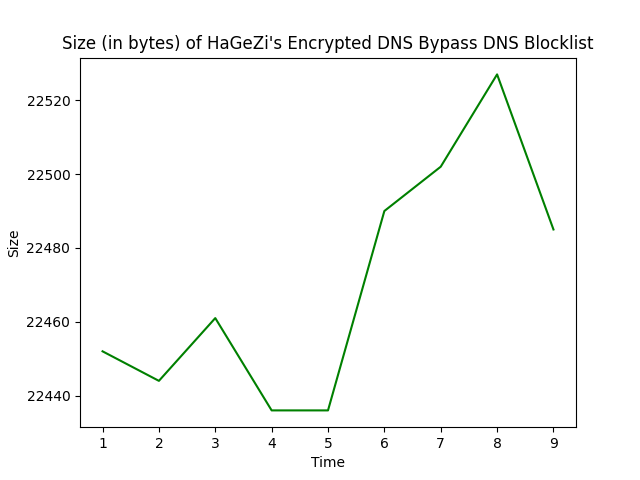 Size (in bytes) of HaGeZi's Encrypted DNS Bypass DNS Blocklist
22520
22500
22480
22460
22440
Size
1 2 3 4 5 6 7 8 9
Time